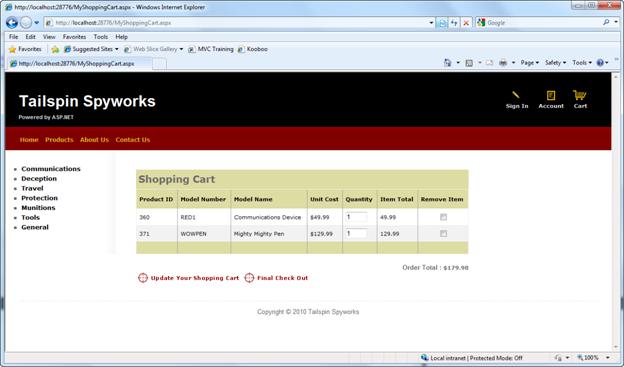 http://localhost:28776/MyShoppingCart.aspx - Windows Internet Explorer
http://localhost:28776/MyShoppingCart.aspx
Google
File Edit View Favorites Tools Help
Favorites Suggested Sites Web Slice Gallery MVC Training Kooboo
http://localhost:28776/MyShoppingCart.aspx
Page Safety Tools
Tailspin Spyworks
Powered by ASP.NET
Sign In Account Cart
Home Products About Us Contact Us
Communications
Deception
Travel
Protection
Munitions
Tools
General
Shopping Cart
Product ID Model Number Model Name Unit Cost Quantity Item Total Remove Item
360 RED1 Communications Device $49.99 1 49.99
371 WOWPEN Mighty Mighty Pen $129.99 1 129.99
Order Total : $179.98
Update Your Shopping Cart Final Check Out
Copyright © 2010 Tailspin Spyworks
Local intranet | Protected Mode: Off
100%